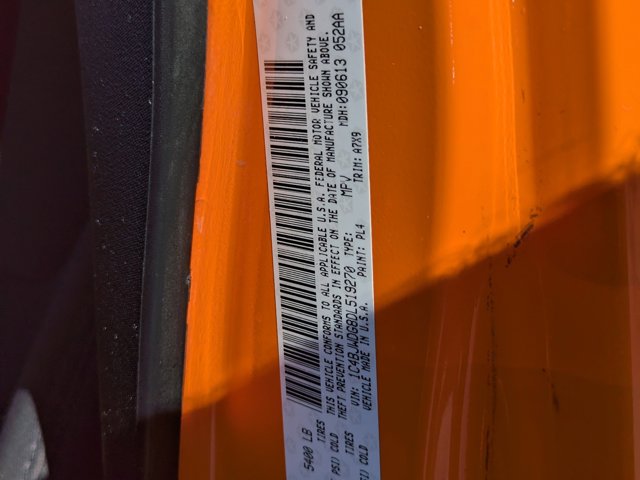 5400 LB
TIRES
PSI) COLD
TIRES
PSI) COLD
THIS VEHICLE CONFORMS TO ALL APPLICABLE U.S.A. FEDERAL MOTOR VEHICLE SAFETY AND
THEFT PREVENTION STANDARDS IN EFFECT ON THE DATE OF MANUFACTURE SHOWN ABOVE.
VIN: 1C4BJWDG8DL519270 TYPE: MPV MDH:090613 052AA
VEHICLE MADE IN U.S.A. PAINT: PL4 TRIM: A7X9